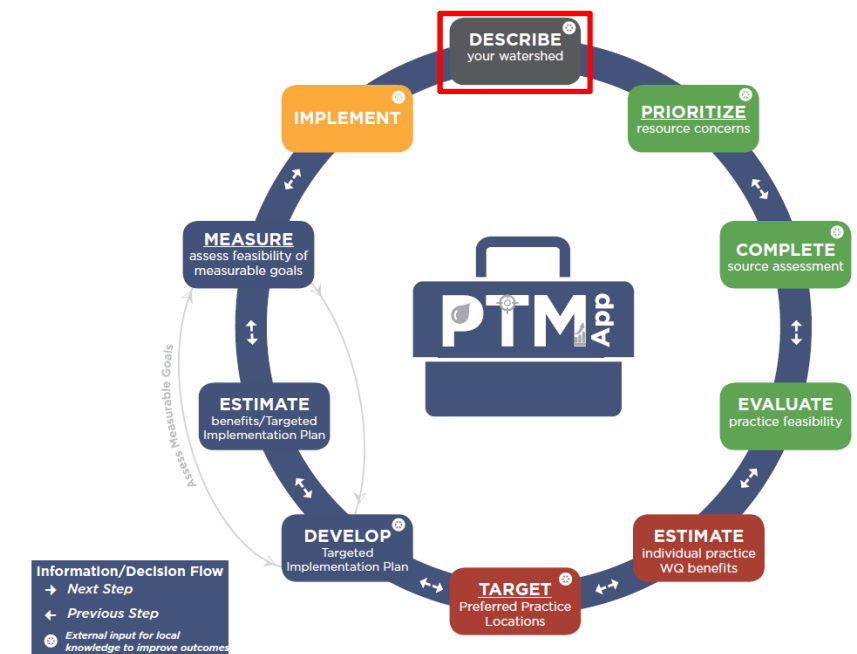 DESCRIBE
your watershed
PRIORITIZE
resource concerns
COMPLETE
source assessment
EVALUATE
practice feasibility
ESTIMATE
individual practice
WQ benefits
TARGET
Preferred Practice
Locations
DEVELOP
Targeted
Implementation Plan
ESTIMATE
benefits/Targeted
Implementation Plan
MEASURE
assess feasibility of
measurable goals
IMPLEMENT
Assess Measurable Goals
PTM
App
Information/Decision Flow
Next Step
Previous Step
External input for local
knowledge to improve outcomes